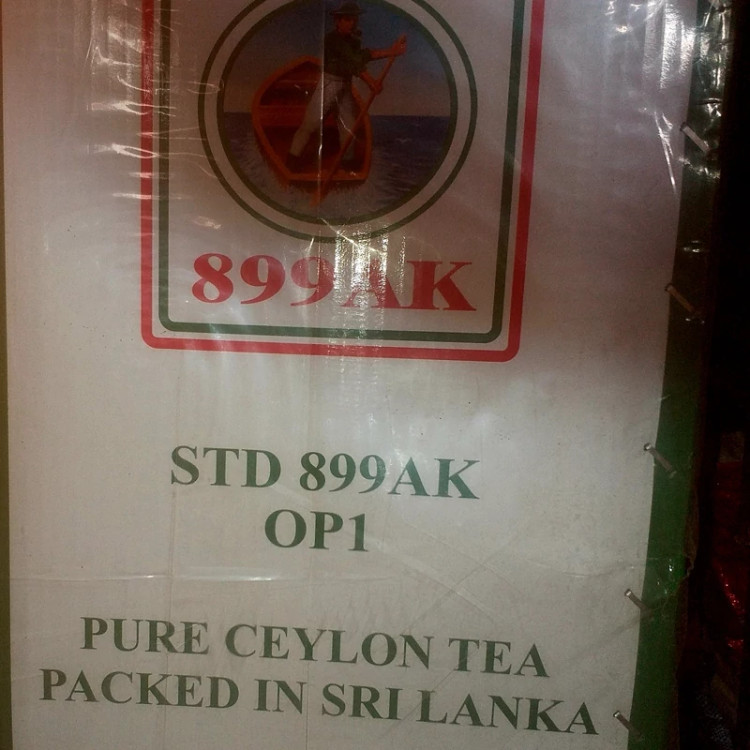 899AK
STD 899AK
OP1
PURE CEYLON TEA
PACKED IN SRI LANKA